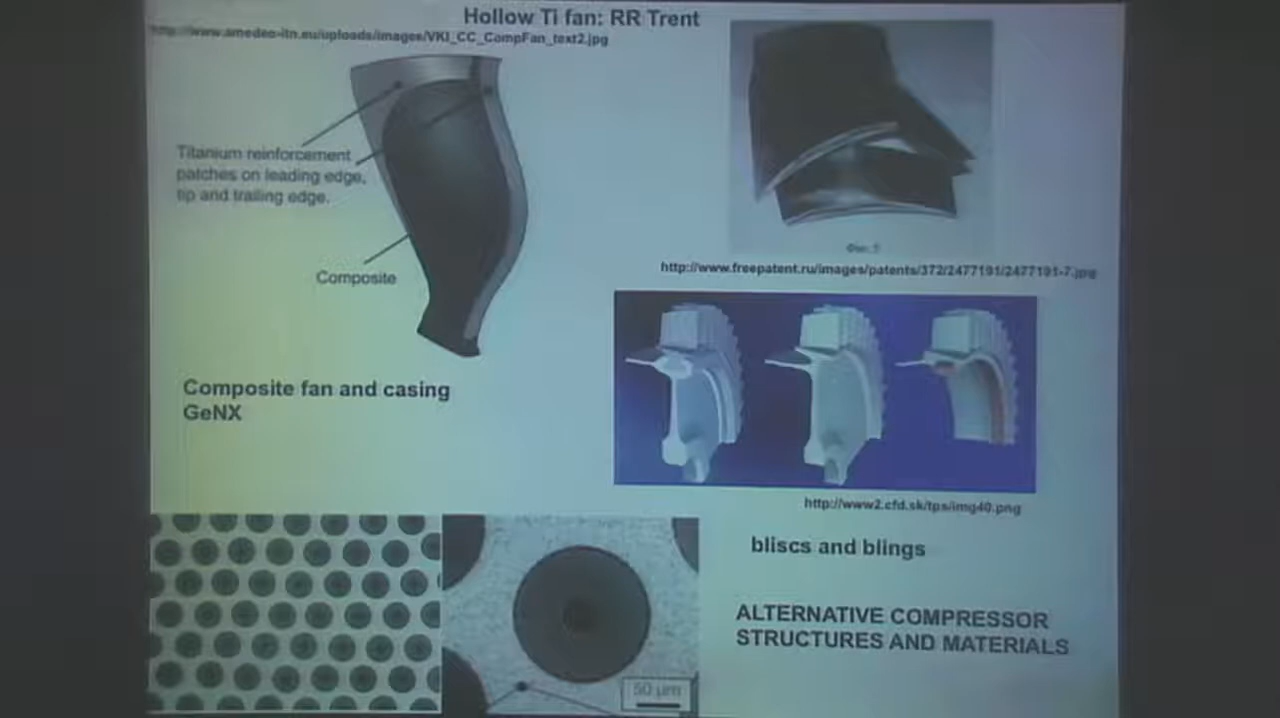 Hollow Ti fan: RR Trent
http://www.amedeo-itn.eu/uploads/images/VKI_CC_CompFan_text2.jpg
Titanium reinforcement
patches on leading edge,
tip and trailing edge.
Composite
Composite fan and casing
GeNX
http://www.freepatent.ru/images/patents/372/2477191/2477191-7.jpg
http://www2.cfd.sk/tps/img40.png
bliscs and blings
ALTERNATIVE COMPRESSOR
STRUCTURES AND MATERIALS
50 µm